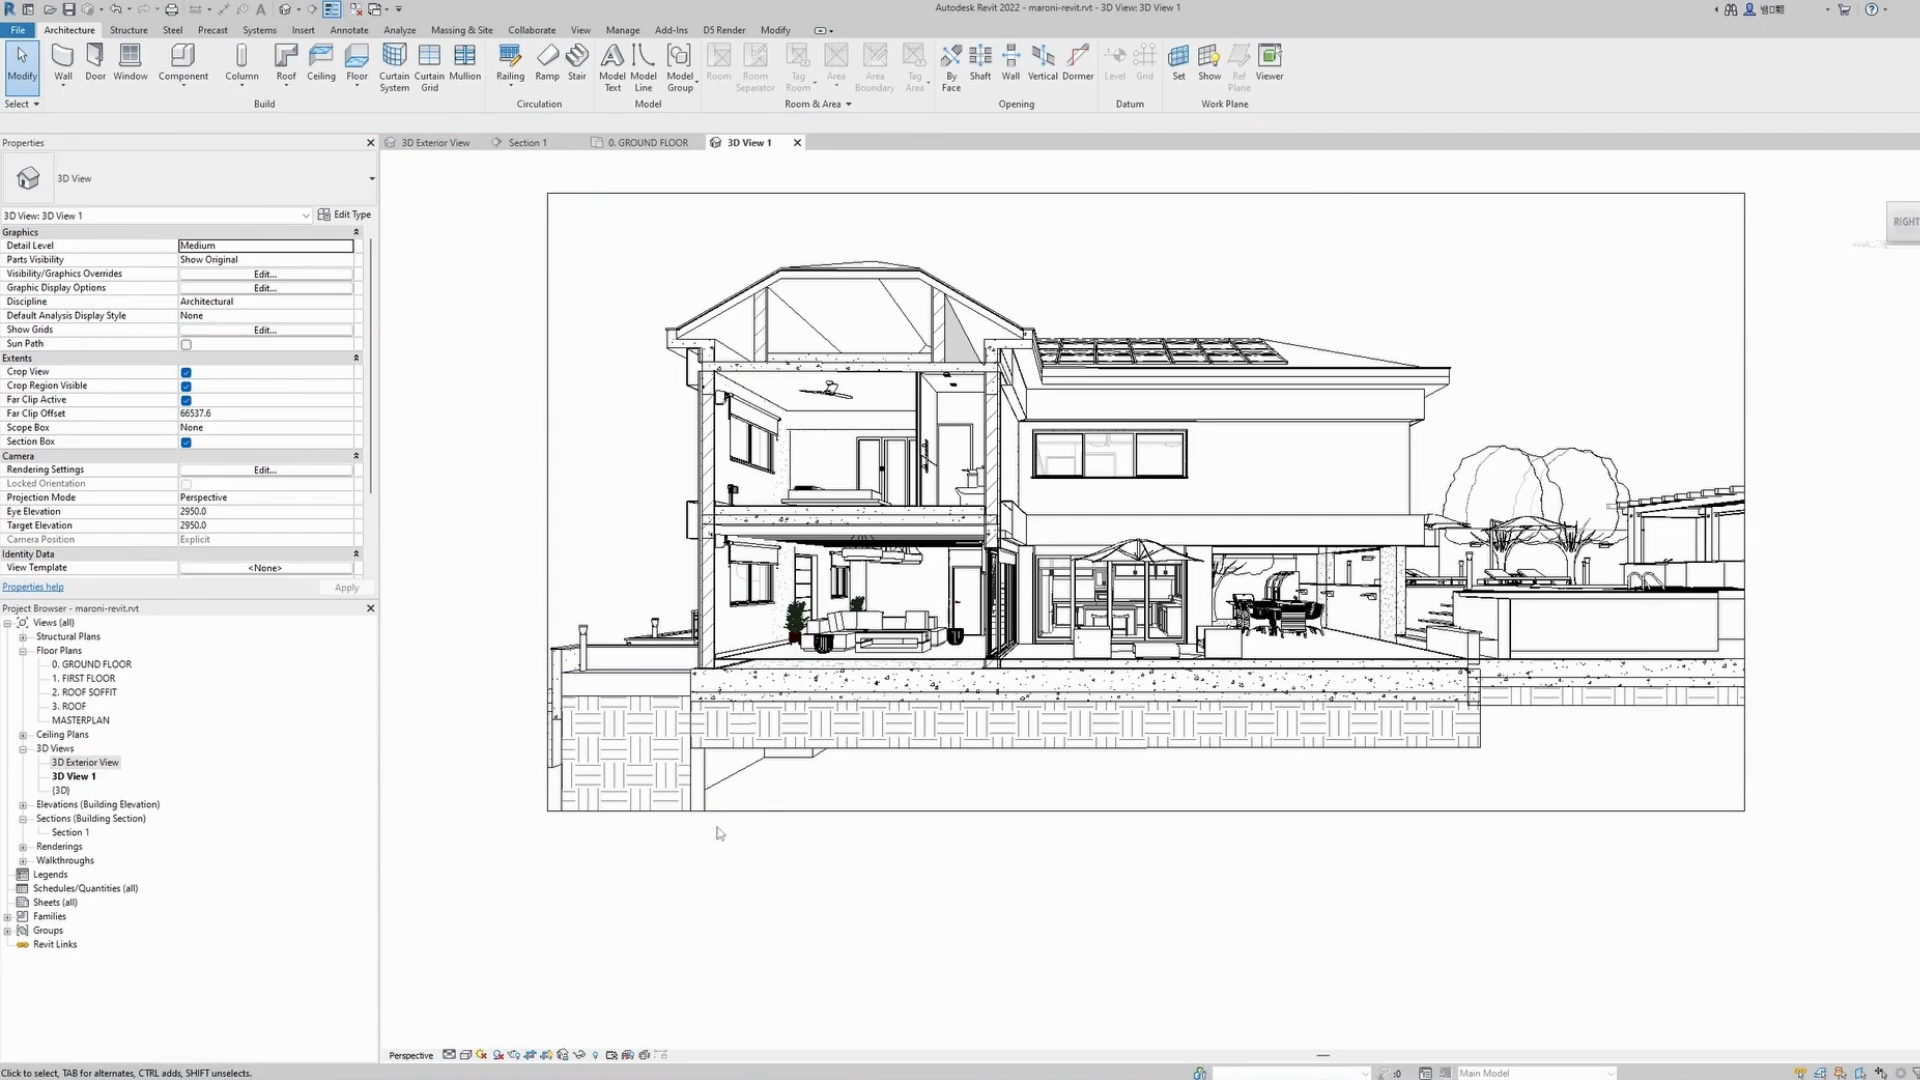 Autodesk Revit 2022 - maroni-revit.rvt - 3D View: 3D View 1
File Architecture Structure Steel Precast Systems Insert Annotate Analyze Massing & Site Collaborate View Manage Add-Ins D5 Render Modify
Modify Wall Door Window Component Column Roof Ceiling Floor Curtain System Curtain Grid Mullion Railing Ramp Stair Model Text Model Line Model Group Room Room Separator Tag Room Area Area Boundary Tag Area By Face Shaft Wall Vertical Dormer Level Grid Set Show Ref Plane Viewer
Select Build Circulation Model Room & Area Opening Datum Work Plane
Properties
3D Exterior View Section 1 0. GROUND FLOOR 3D View 1
3D View
3D View: 3D View 1 Edit Type
RIGHT
Graphics
Detail Level Medium
Parts Visibility Show Original
Visibility/Graphics Overrides Edit...
Graphic Display Options Edit...
Discipline Architectural
Default Analysis Display Style None
Show Grids Edit...
Sun Path
Extents
Crop View
Crop Region Visible
Far Clip Active
Far Clip Offset 66537.6
Scope Box None
Section Box
Camera
Rendering Settings Edit...
Locked Orientation
Projection Mode Perspective
Eye Elevation 2950.0
Target Elevation 2950.0
Camera Position Explicit
Identity Data
View Template <None>
Properties help Apply
Project Browser - maroni-revit.rvt
Views (all)
Structural Plans
Floor Plans
0. GROUND FLOOR
1. FIRST FLOOR
2. ROOF SOFFIT
3. ROOF
MASTERPLAN
Ceiling Plans
3D Views
3D Exterior View
3D View 1
{3D}
Elevations (Building Elevation)
Sections (Building Section)
Section 1
Renderings
Walkthroughs
Legends
Schedules/Quantities (all)
Sheets (all)
Families
Groups
Revit Links
Perspective
Click to select, TAB for alternates, CTRL adds, SHIFT unselects. :0 Main Model